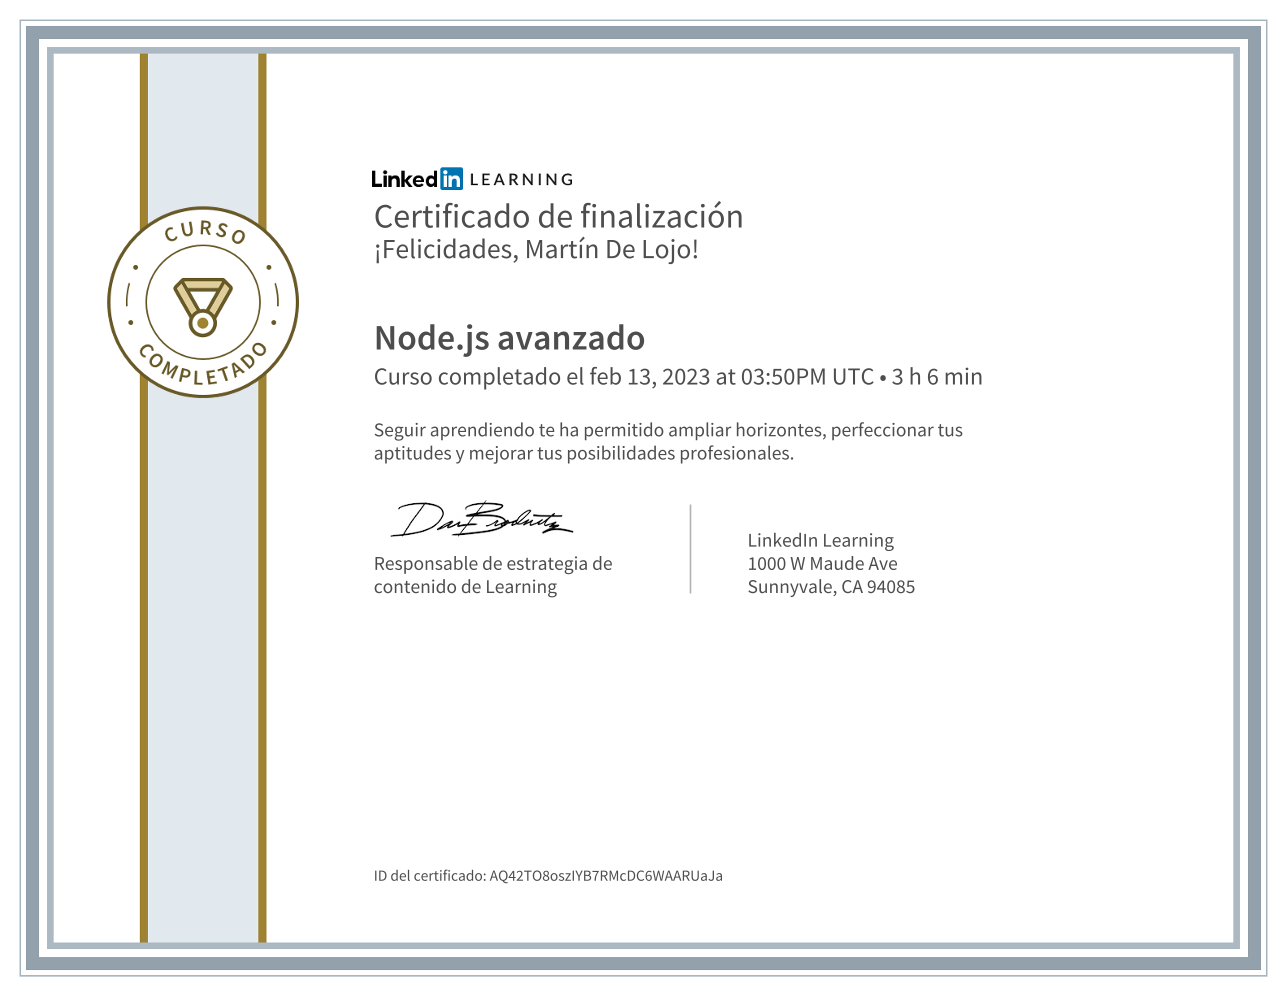 LinkedIn LEARNING
Certificado de finalización
¡Felicidades, Martín De Lojo!
CURSO
COMPLETADO
Node.js avanzado
Curso completado el feb 13, 2023 at 03:50PM UTC • 3 h 6 min
Seguir aprendiendo te ha permitido ampliar horizontes, perfeccionar tus
aptitudes y mejorar tus posibilidades profesionales.
Responsable de estrategia de
contenido de Learning
LinkedIn Learning
1000 W Maude Ave
Sunnyvale, CA 94085
ID del certificado: AQ42TO8oszIYB7RMcDC6WAARUaJa